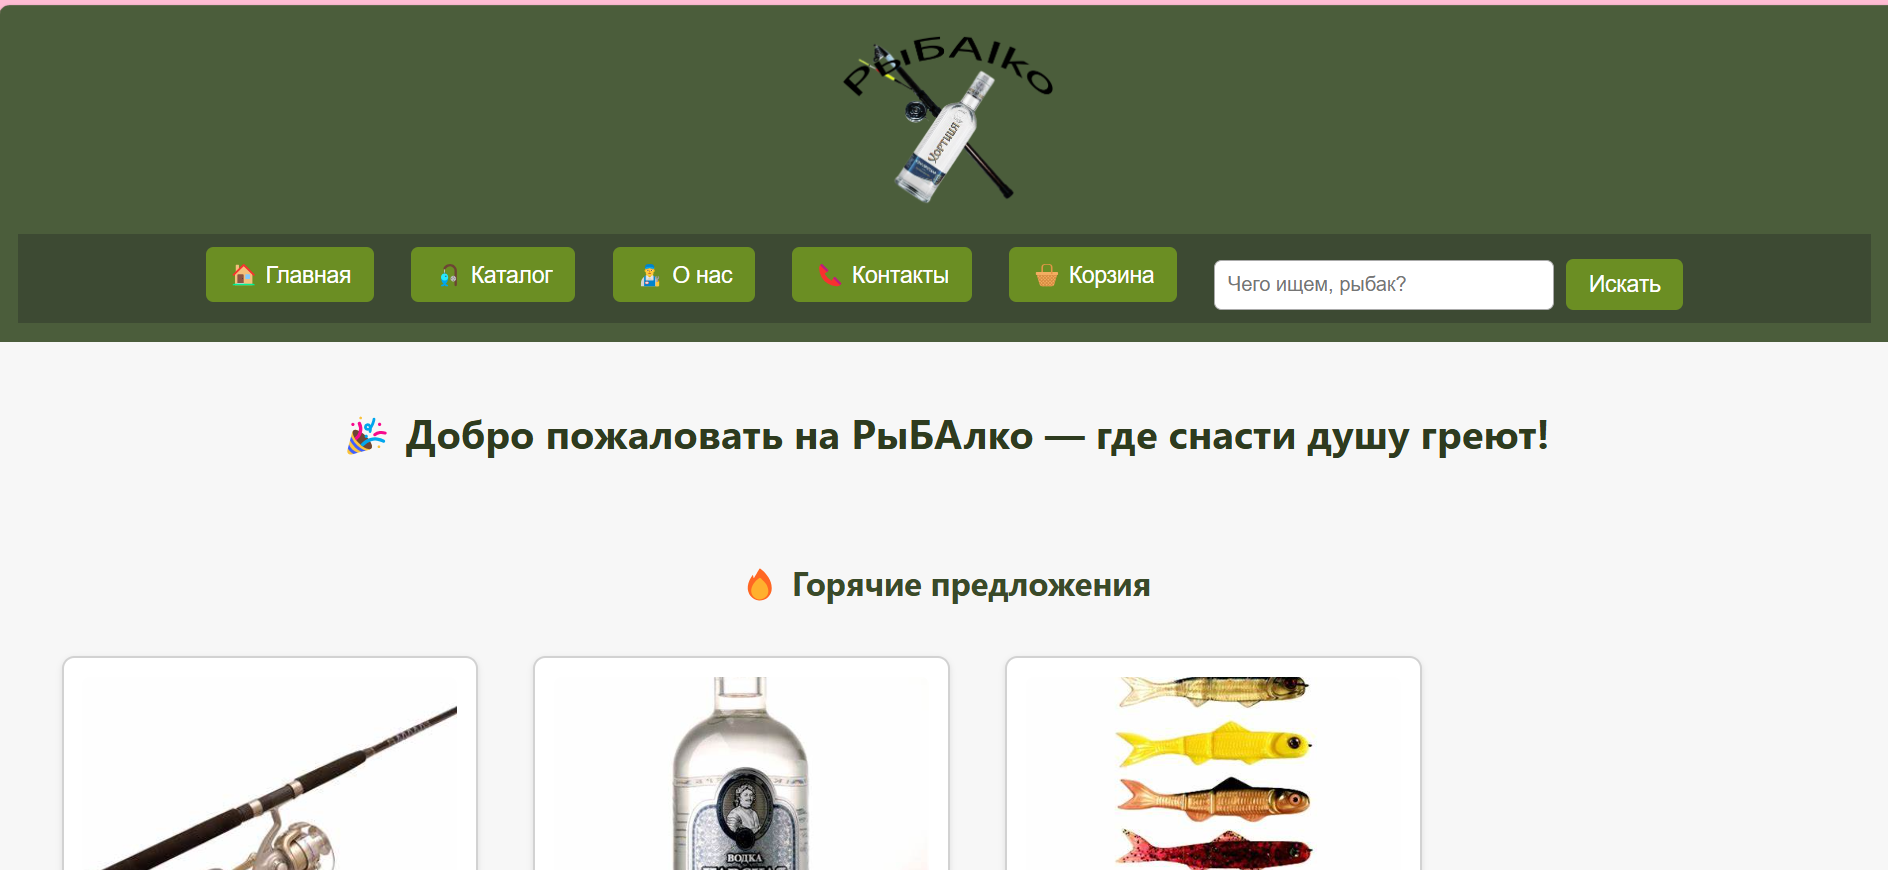 РыБАlко
Хортиця
Главная
Каталог
О нас
Контакты
Корзина
Чего ищем, рыбак?
Искать
Добро пожаловать на РыБАлко — где снасти душу греют!
Горячие предложения
ВОДКА